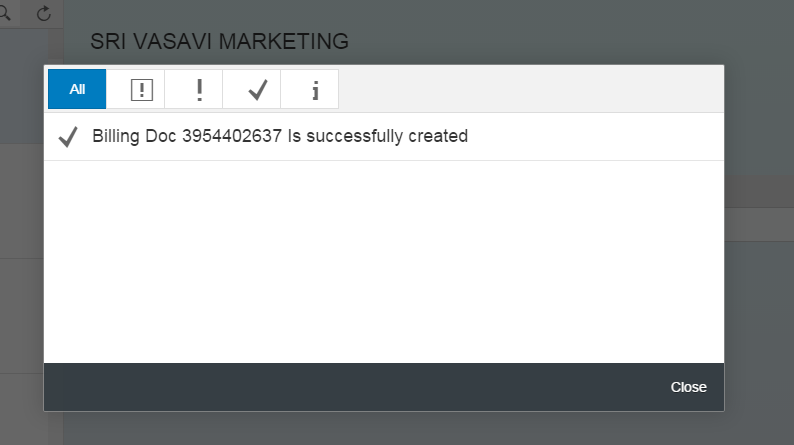 SRI VASAVI MARKETING
All
Billing Doc 3954402637 Is successfully created
Close